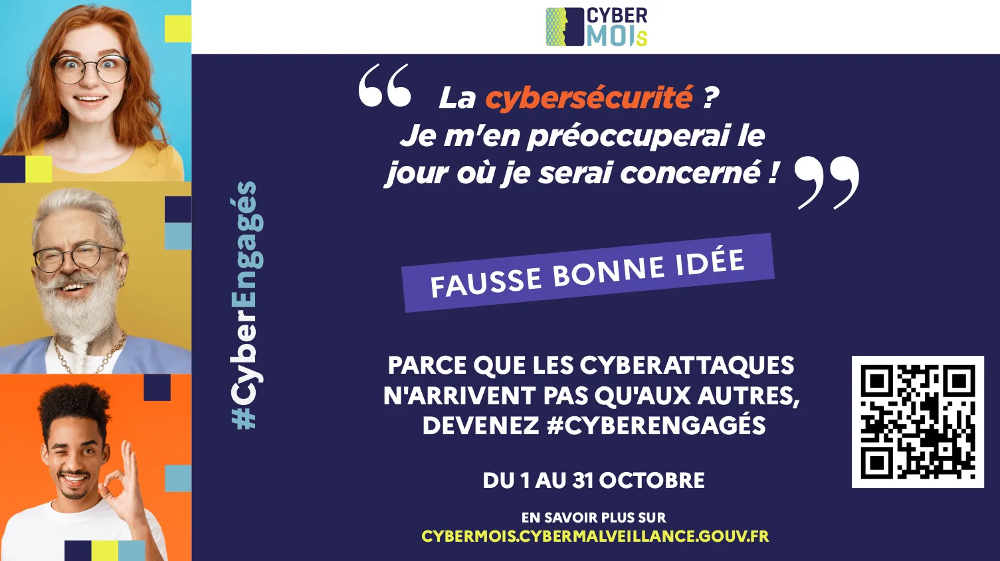 CYBER
MOIs
“ La cybersécurité ?
Je m'en préoccuperai le
jour où je serai concerné ! ”
#CyberEngagés
FAUSSE BONNE IDÉE
PARCE QUE LES CYBERATTAQUES
N'ARRIVENT PAS QU'AUX AUTRES,
DEVENEZ #CYBERENGAGÉS
DU 1 AU 31 OCTOBRE
EN SAVOIR PLUS SUR
CYBERMOIS.CYBERMALVEILLANCE.GOUV.FR